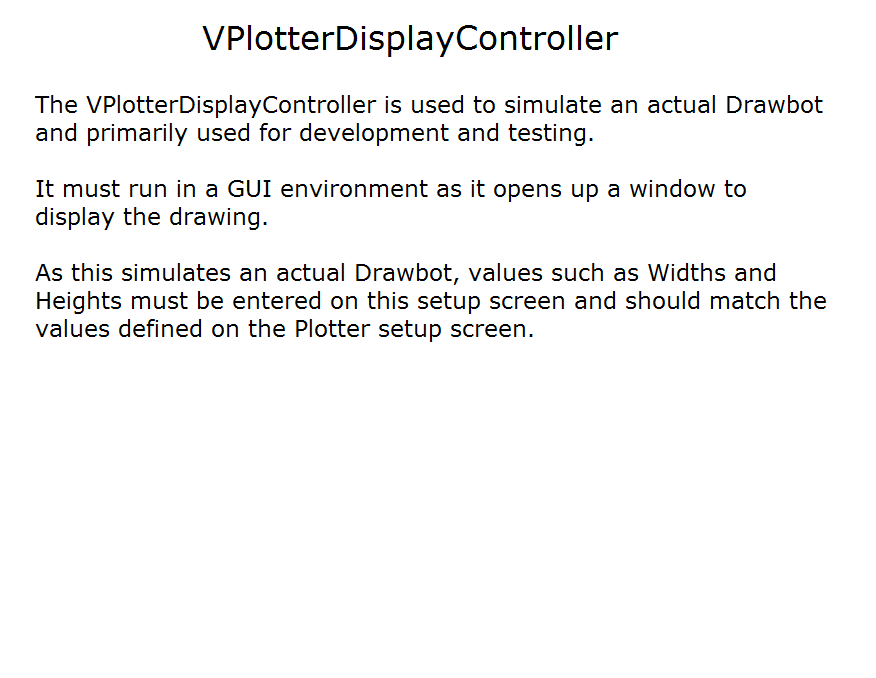 VPlotterDisplayController
The VPlotterDisplayController is used to simulate an actual Drawbot
and primarily used for development and testing.
It must run in a GUI environment as it opens up a window to
display the drawing.
As this simulates an actual Drawbot, values such as Widths and
Heights must be entered on this setup screen and should match the
values defined on the Plotter setup screen.